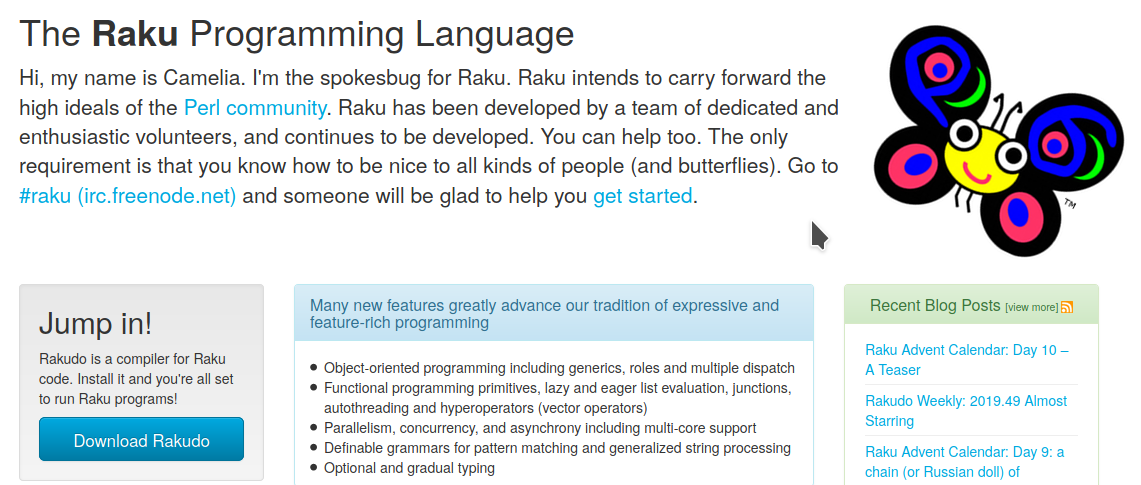 The Raku Programming Language
Hi, my name is Camelia. I'm the spokesbug for Raku. Raku intends to carry forward the
high ideals of the Perl community. Raku has been developed by a team of dedicated and
enthusiastic volunteers, and continues to be developed. You can help too. The only
requirement is that you know how to be nice to all kinds of people (and butterflies). Go to
#raku (irc.freenode.net) and someone will be glad to help you get started.
TM
Jump in!
Rakudo is a compiler for Raku
code. Install it and you're all set
to run Raku programs!
Download Rakudo
Many new features greatly advance our tradition of expressive and
feature-rich programming
• Object-oriented programming including generics, roles and multiple dispatch
• Functional programming primitives, lazy and eager list evaluation, junctions,
autothreading and hyperoperators (vector operators)
• Parallelism, concurrency, and asynchrony including multi-core support
• Definable grammars for pattern matching and generalized string processing
• Optional and gradual typing
Recent Blog Posts [view more]
Raku Advent Calendar: Day 10 –
A Teaser
Rakudo Weekly: 2019.49 Almost
Starring
Raku Advent Calendar: Day 9: a
chain (or Russian doll) of